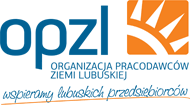 opzl
ORGANIZACJA PRACODAWCÓW
ZIEMI LUBUSKIEJ
wspieramy lubuskich przedsiębiorców